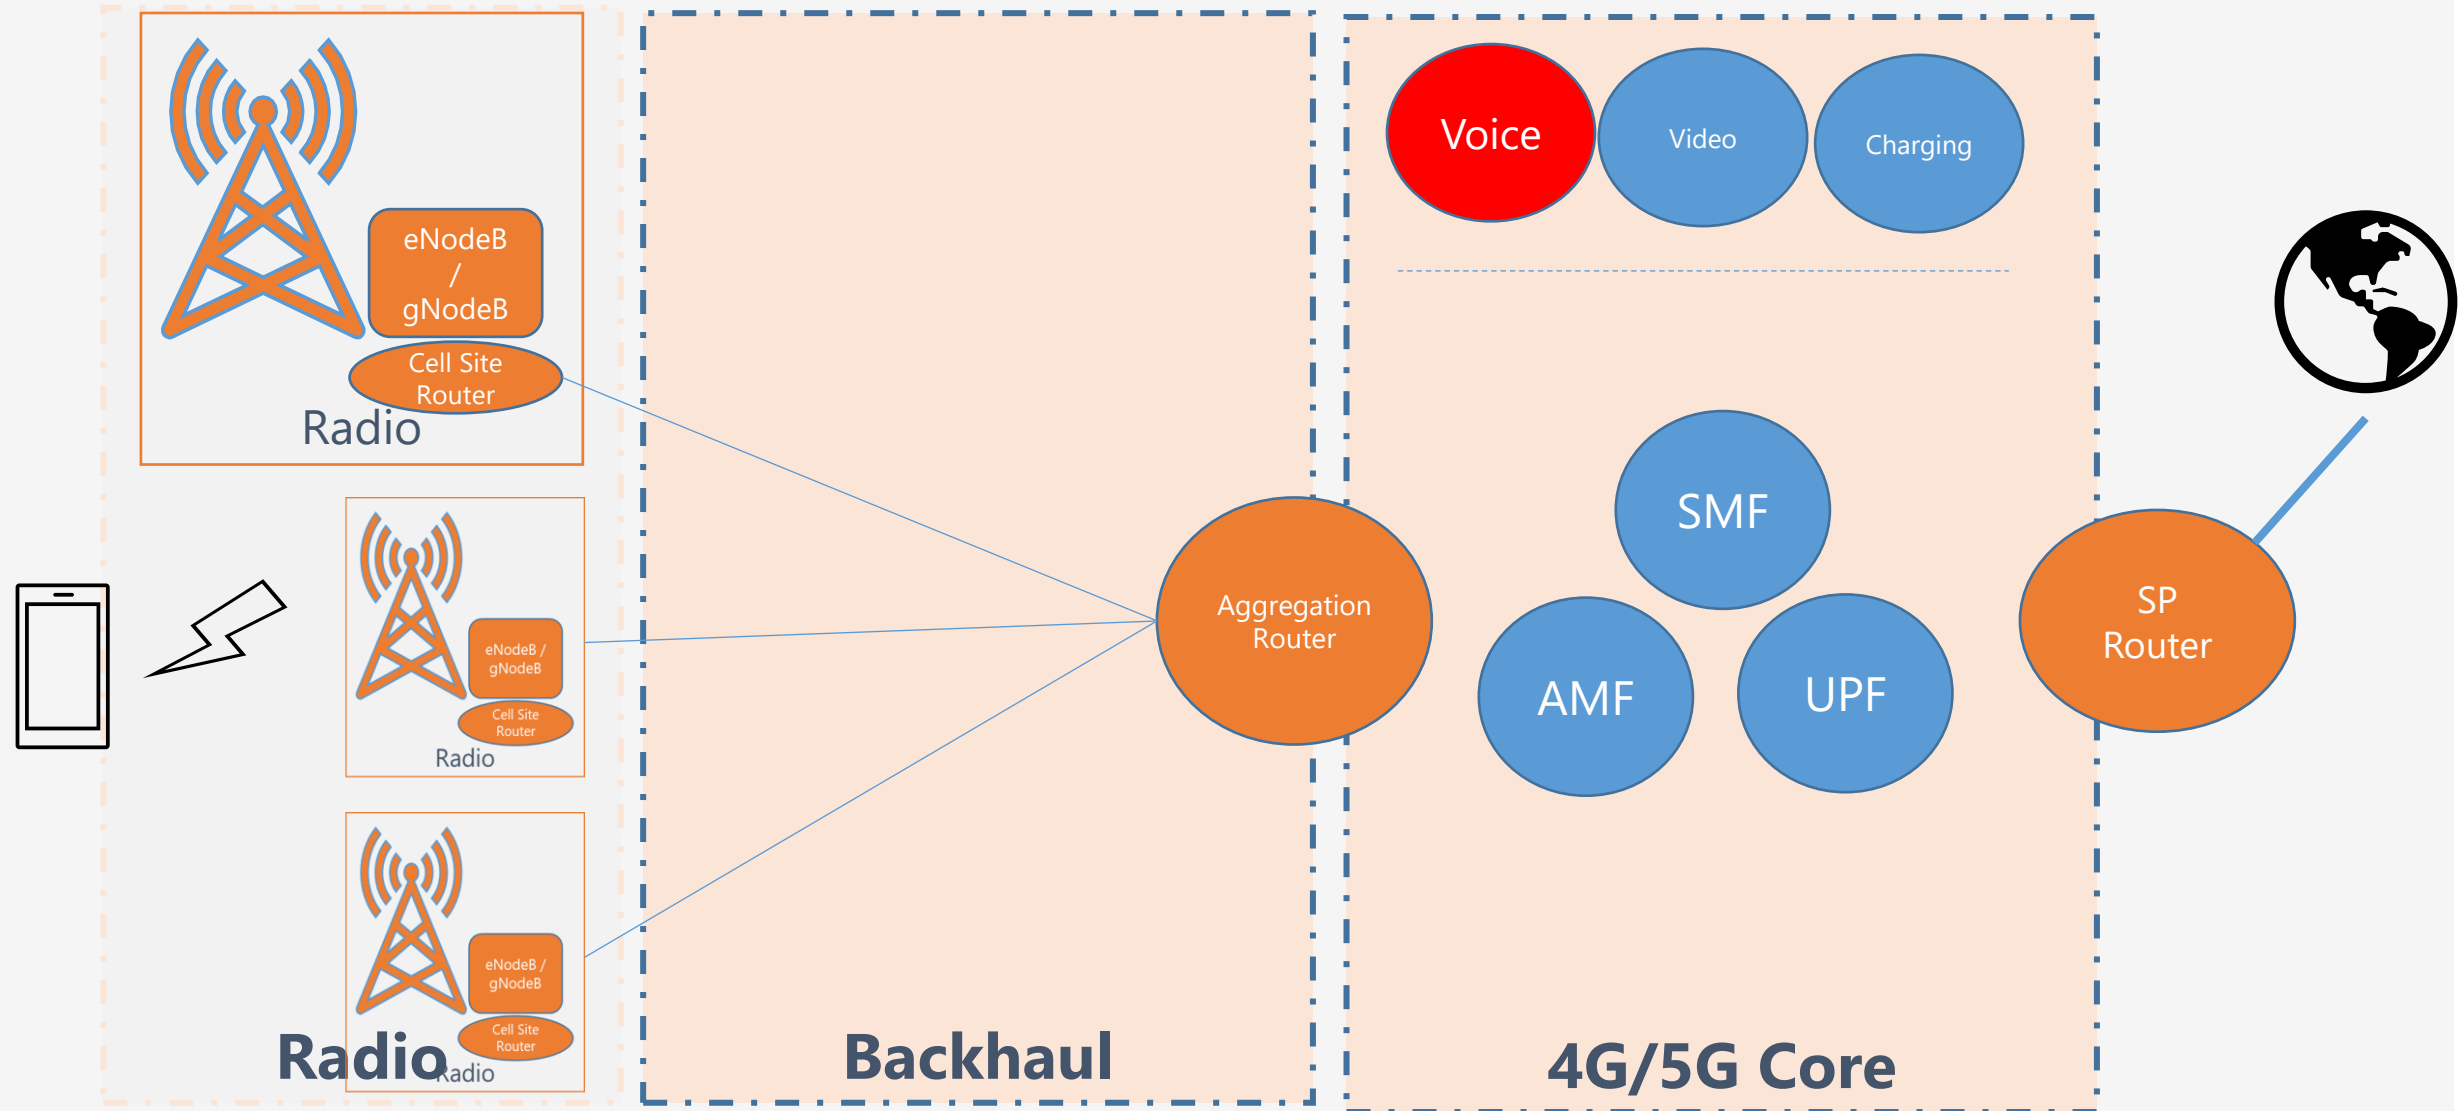 eNodeB
/
gNodeB
Cell Site
Router
Radio
eNodeB /
gNodeB
Cell Site
Router
Radio
eNodeB /
gNodeB
Cell Site
Router
Radio
Radio
Backhaul
Aggregation
Router
Voice
Video
Charging
SMF
AMF
UPF
4G/5G Core
SP
Router